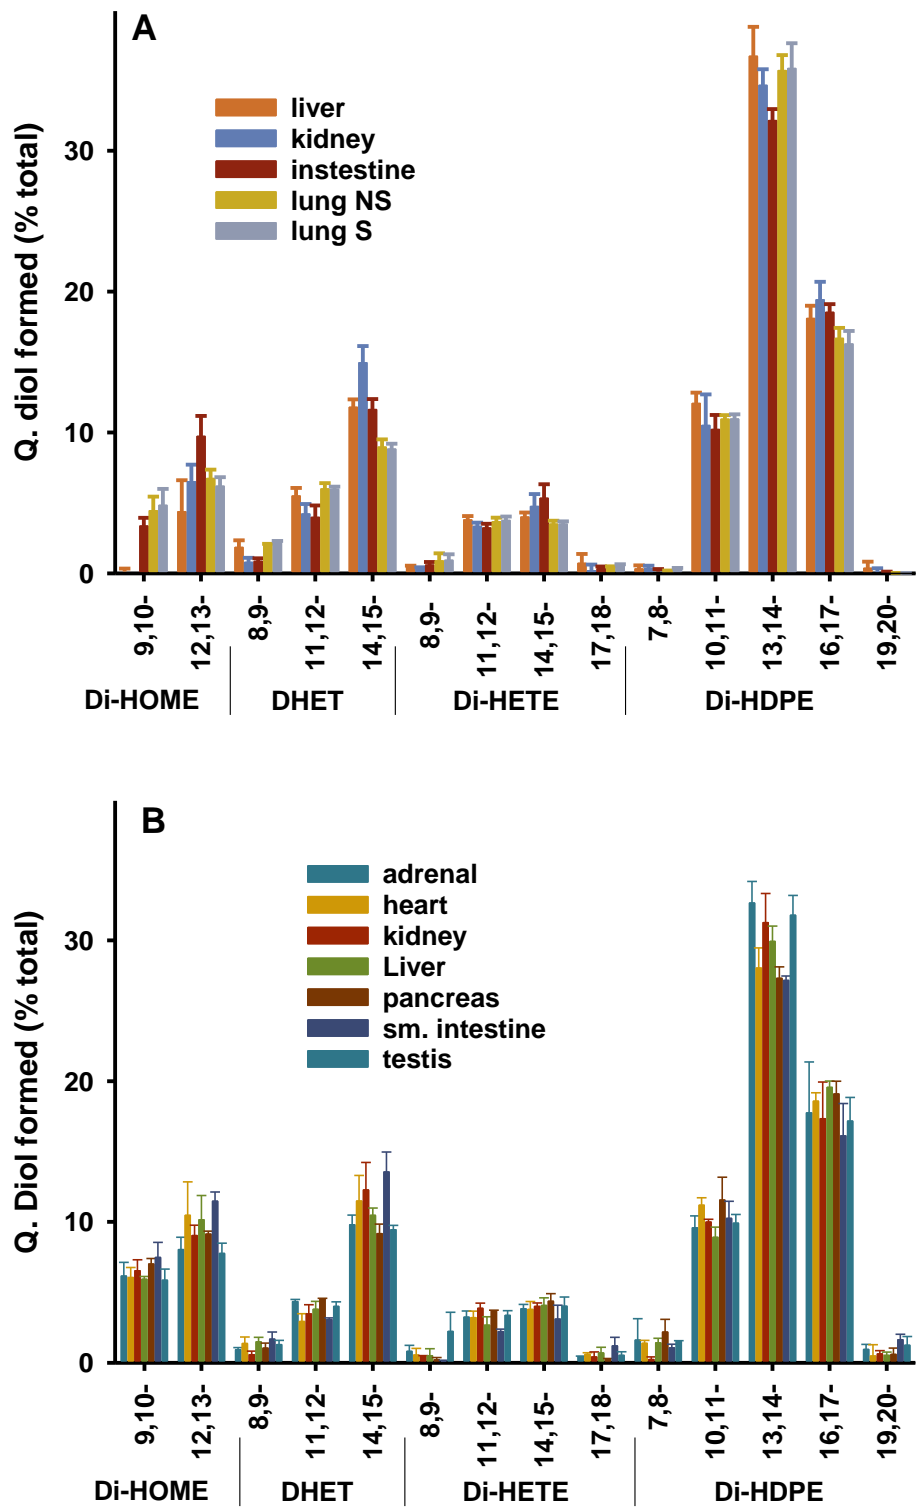 A
Q. diol formed (% total)
30
20
10
0
liver
kidney
instestine
lung NS
lung S
9,10-
12,13-
8,9-
11,12-
14,15-
8,9-
11,12-
14,15-
17,18-
7,8-
10,11-
13,14-
16,17-
19,20-
Di-HOME
DHET
Di-HETE
Di-HDPE
B
Q. Diol formed (% total)
30
20
10
0
adrenal
heart
kidney
Liver
pancreas
sm. intestine
testis
9,10-
12,13-
8,9-
11,12-
14,15-
8,9-
11,12-
14,15-
17,18-
7,8-
10,11-
13,14-
16,17-
19,20-
Di-HOME
DHET
Di-HETE
Di-HDPE